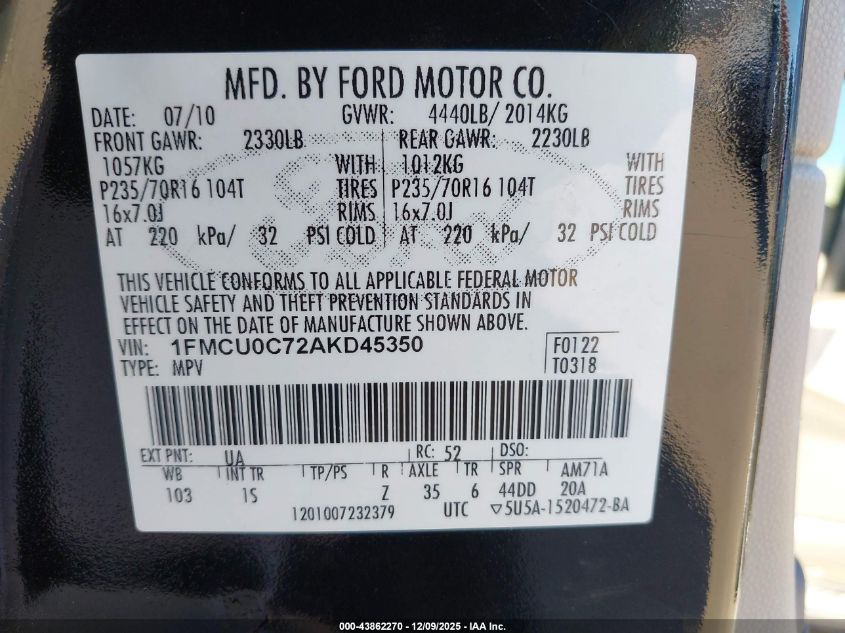 MFD. BY FORD MOTOR CO.
DATE: 07/10 GVWR: 4440LB/ 2014KG
FRONT GAWR: 2330LB REAR GAWR: 2230LB
1057KG WITH 1012KG WITH
P235/70R16 104T TIRES P235/70R16 104T TIRES
16x7.0J RIMS 16x7.0J RIMS
AT 220 kPa/ 32 PSI COLD AT 220 kPa/ 32 PSI COLD
THIS VEHICLE CONFORMS TO ALL APPLICABLE FEDERAL MOTOR
VEHICLE SAFETY AND THEFT PREVENTION STANDARDS IN
EFFECT ON THE DATE OF MANUFACTURE SHOWN ABOVE.
VIN: 1FMCU0C72AKD45350 F0122
TYPE: MPV T0318
EXT PNT: UA RC: 52 DSO:
WB INT TR TP/PS R AXLE TR SPR AM71A
103 IS Z 35 6 44DD 20A
1201007232379 UTC ▽5U5A-1520472-BA
000-43862270 - 12/09/2025 - IAA Inc.